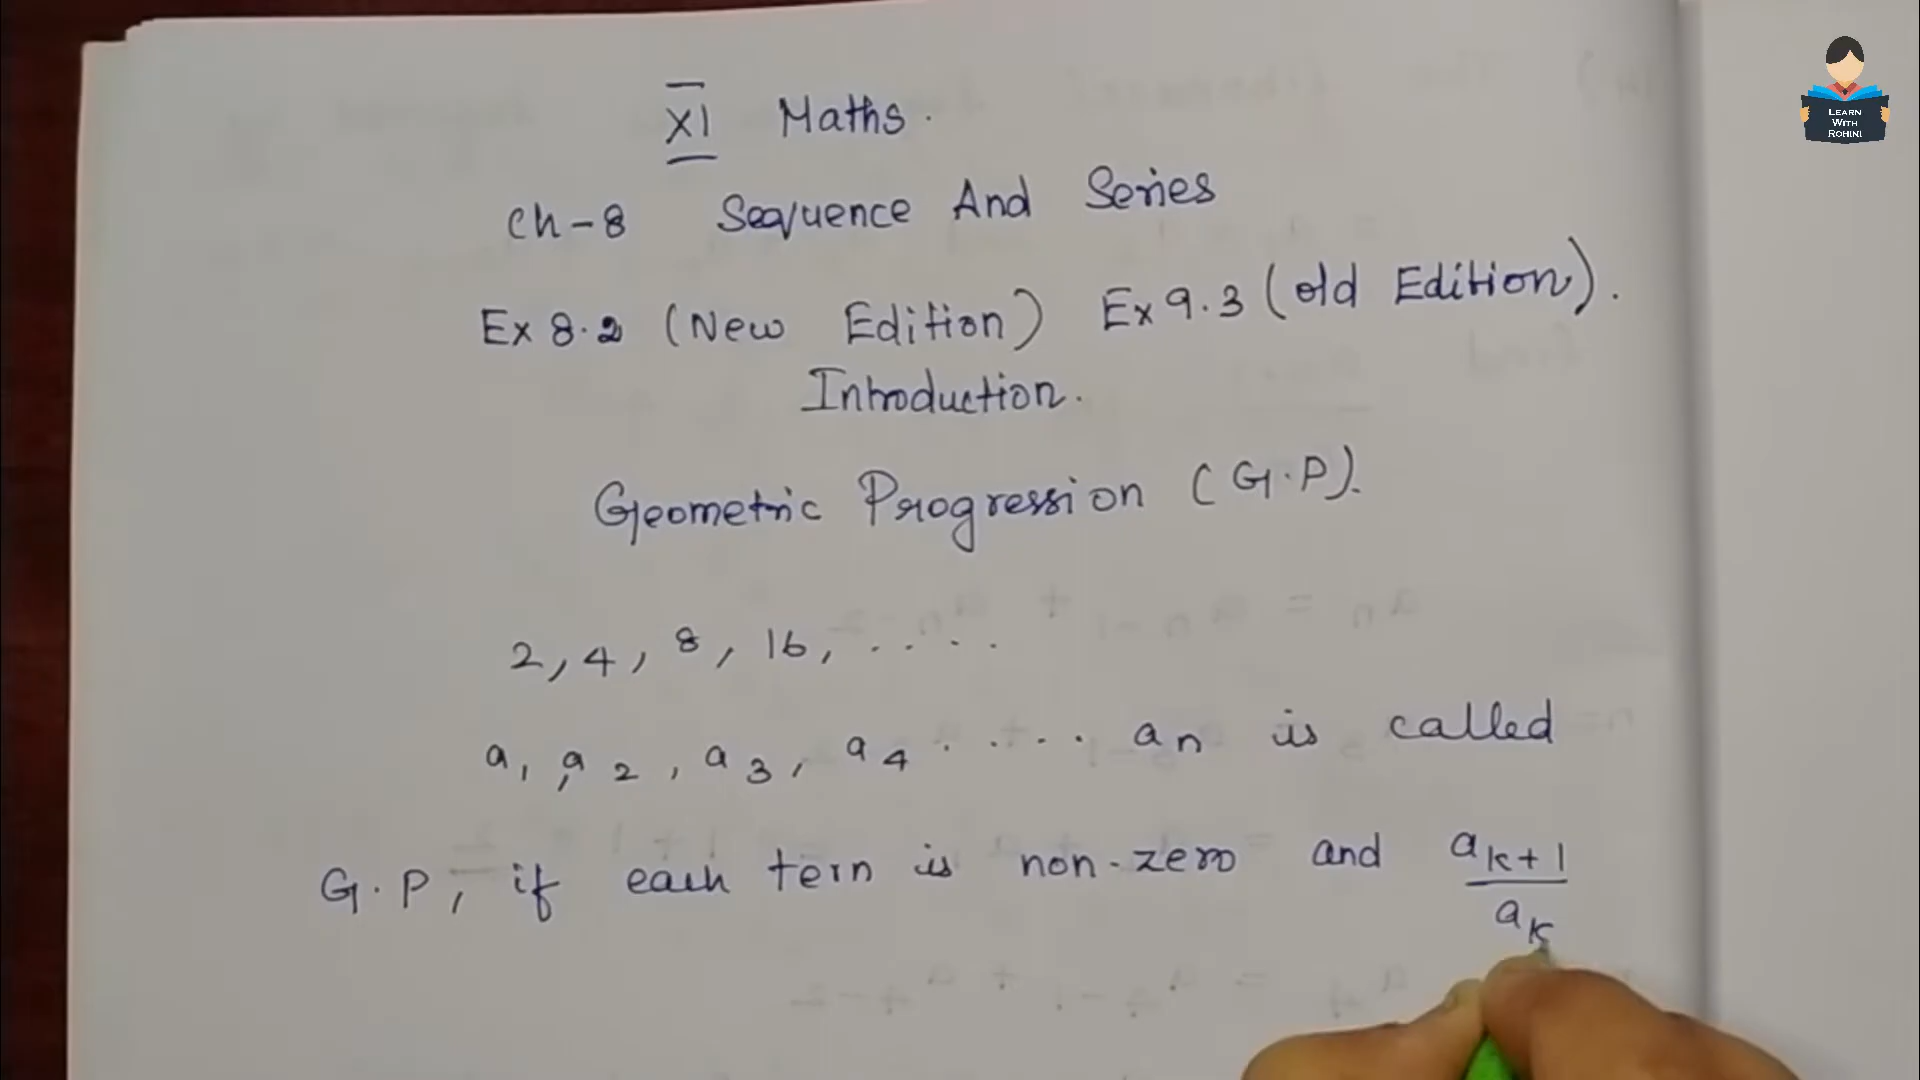 XI Maths.
Ch-8 Sequence And Series
Ex 8.2 (New Edition) Ex 9.3 (old Edition).
Introduction.
Geometric Progression (G.P).
2, 4, 8, 16, ....
a₁, a₂, a₃, a₄ ..... aₙ is called
G.P, if each term is non-zero and aₖ₊₁/aₖ
LEARN
WITH
ROHINI